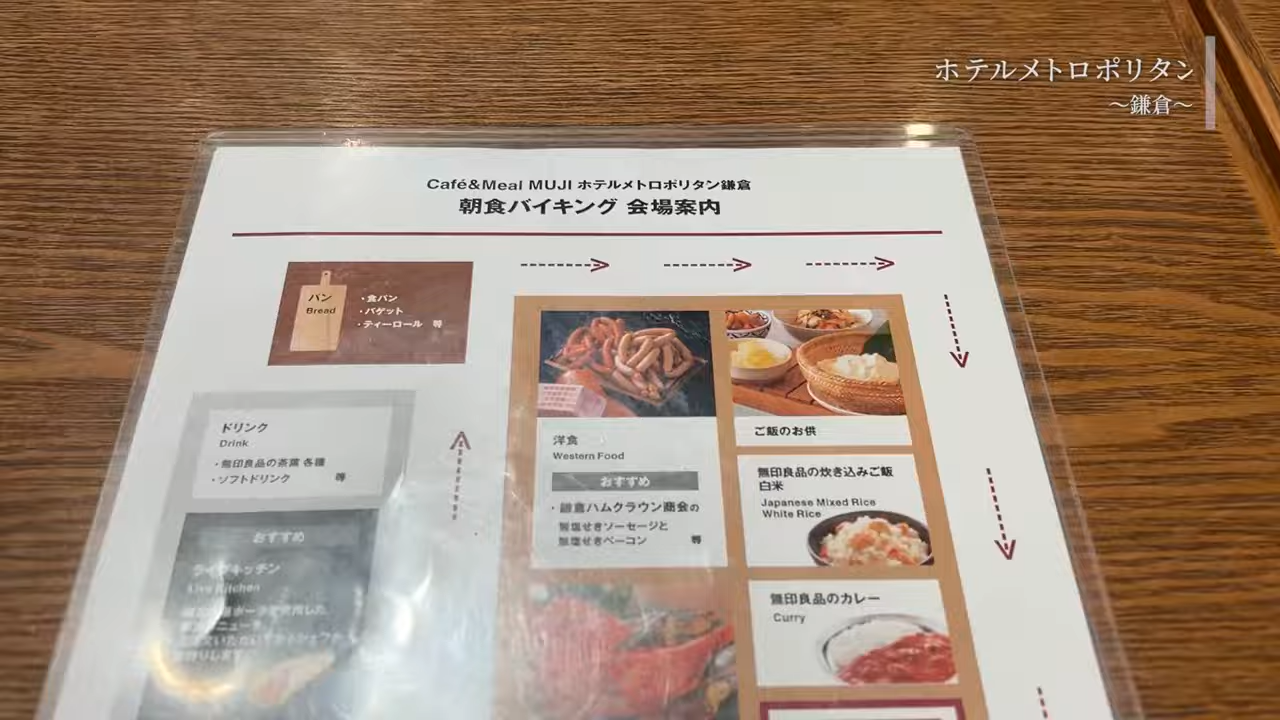 ホテルメトロポリタン
～鎌倉～
Café&Meal MUJI ホテルメトロポリタン鎌倉
朝食バイキング 会場案内
パン
Bread
・食パン
・バゲット
・ティーロール 等
ドリンク
Drink
・無印良品の茶葉 各種
・ソフトドリンク 等
おすすめ
ライブキッチン
Live Kitchen
洋食
Western Food
おすすめ
・鎌倉ハムクラウン商会の
無塩せきソーセージと
無塩せきベーコン 等
ご飯のお供
無印良品の炊き込みご飯
白米
Japanese Mixed Rice
White Rice
無印良品のカレー
Curry